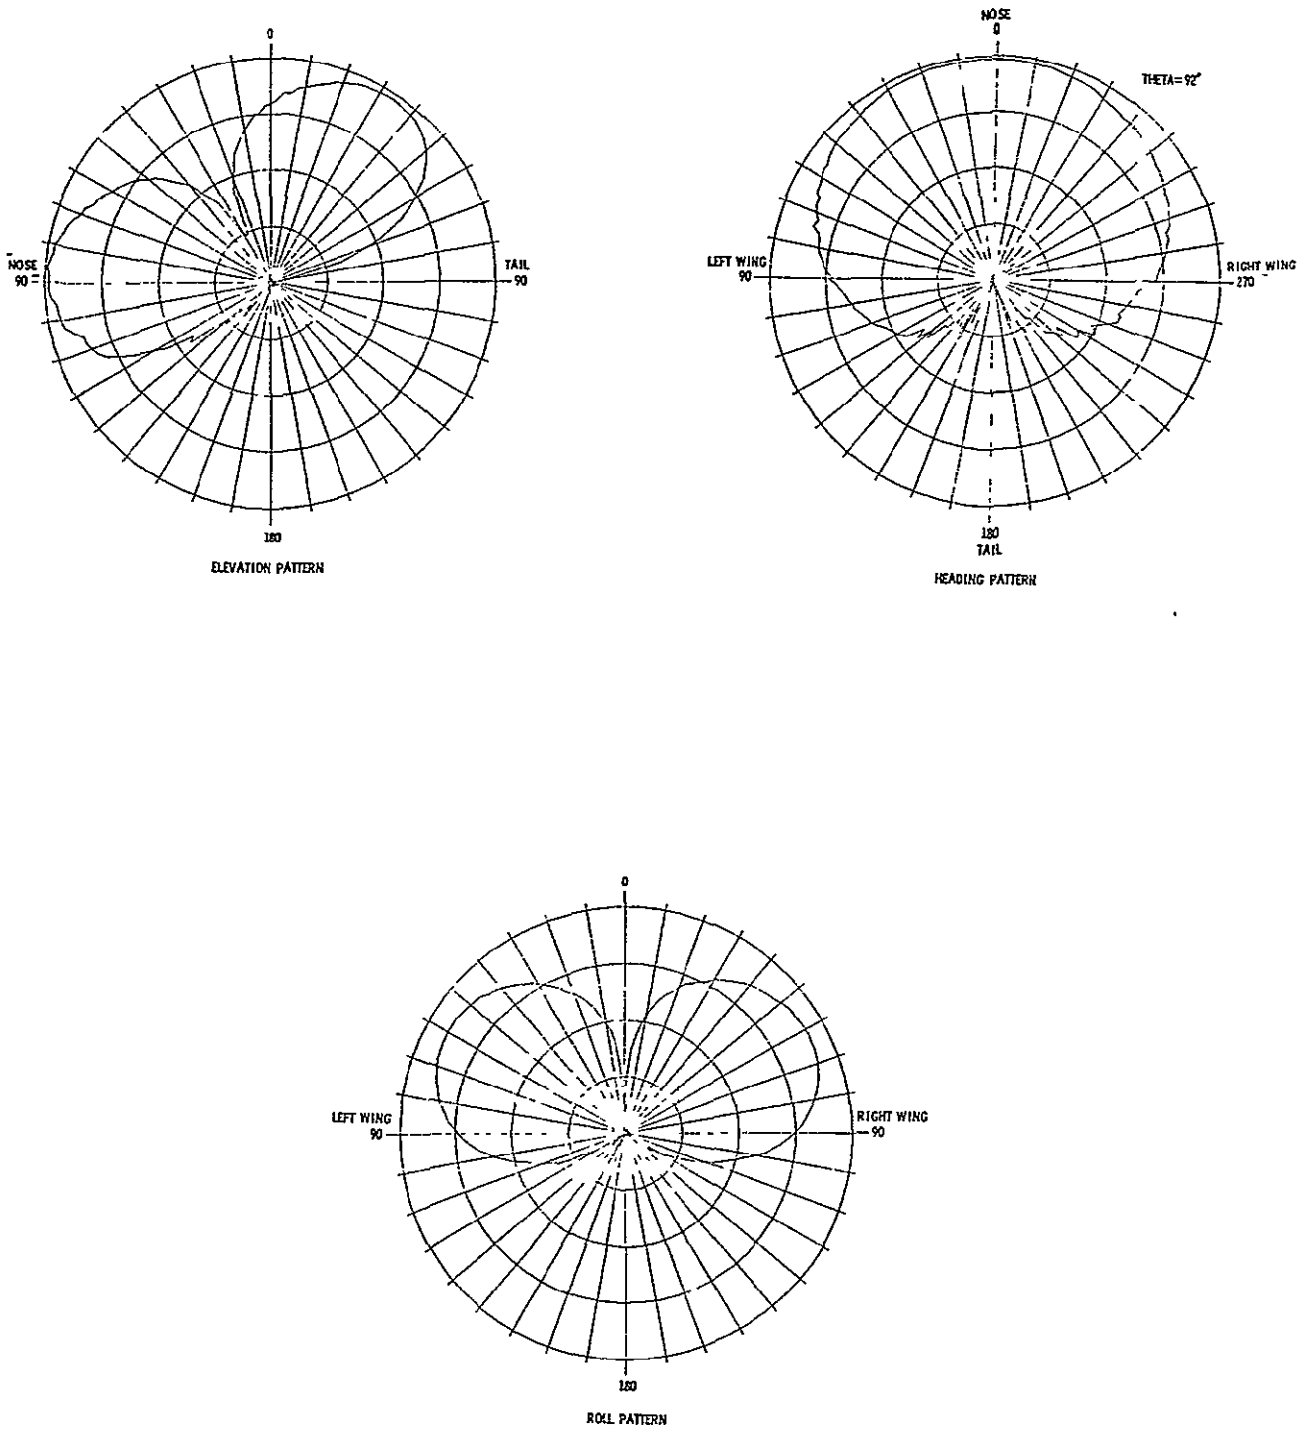 0
NOSE
90
TAIL
90
180
ELEVATION PATTERN
NOSE
0
THETA=92°
LEFT WING
90
RIGHT WING
270
180
TAIL
HEADING PATTERN
0
LEFT WING
90
RIGHT WING
90
180
ROLL PATTERN